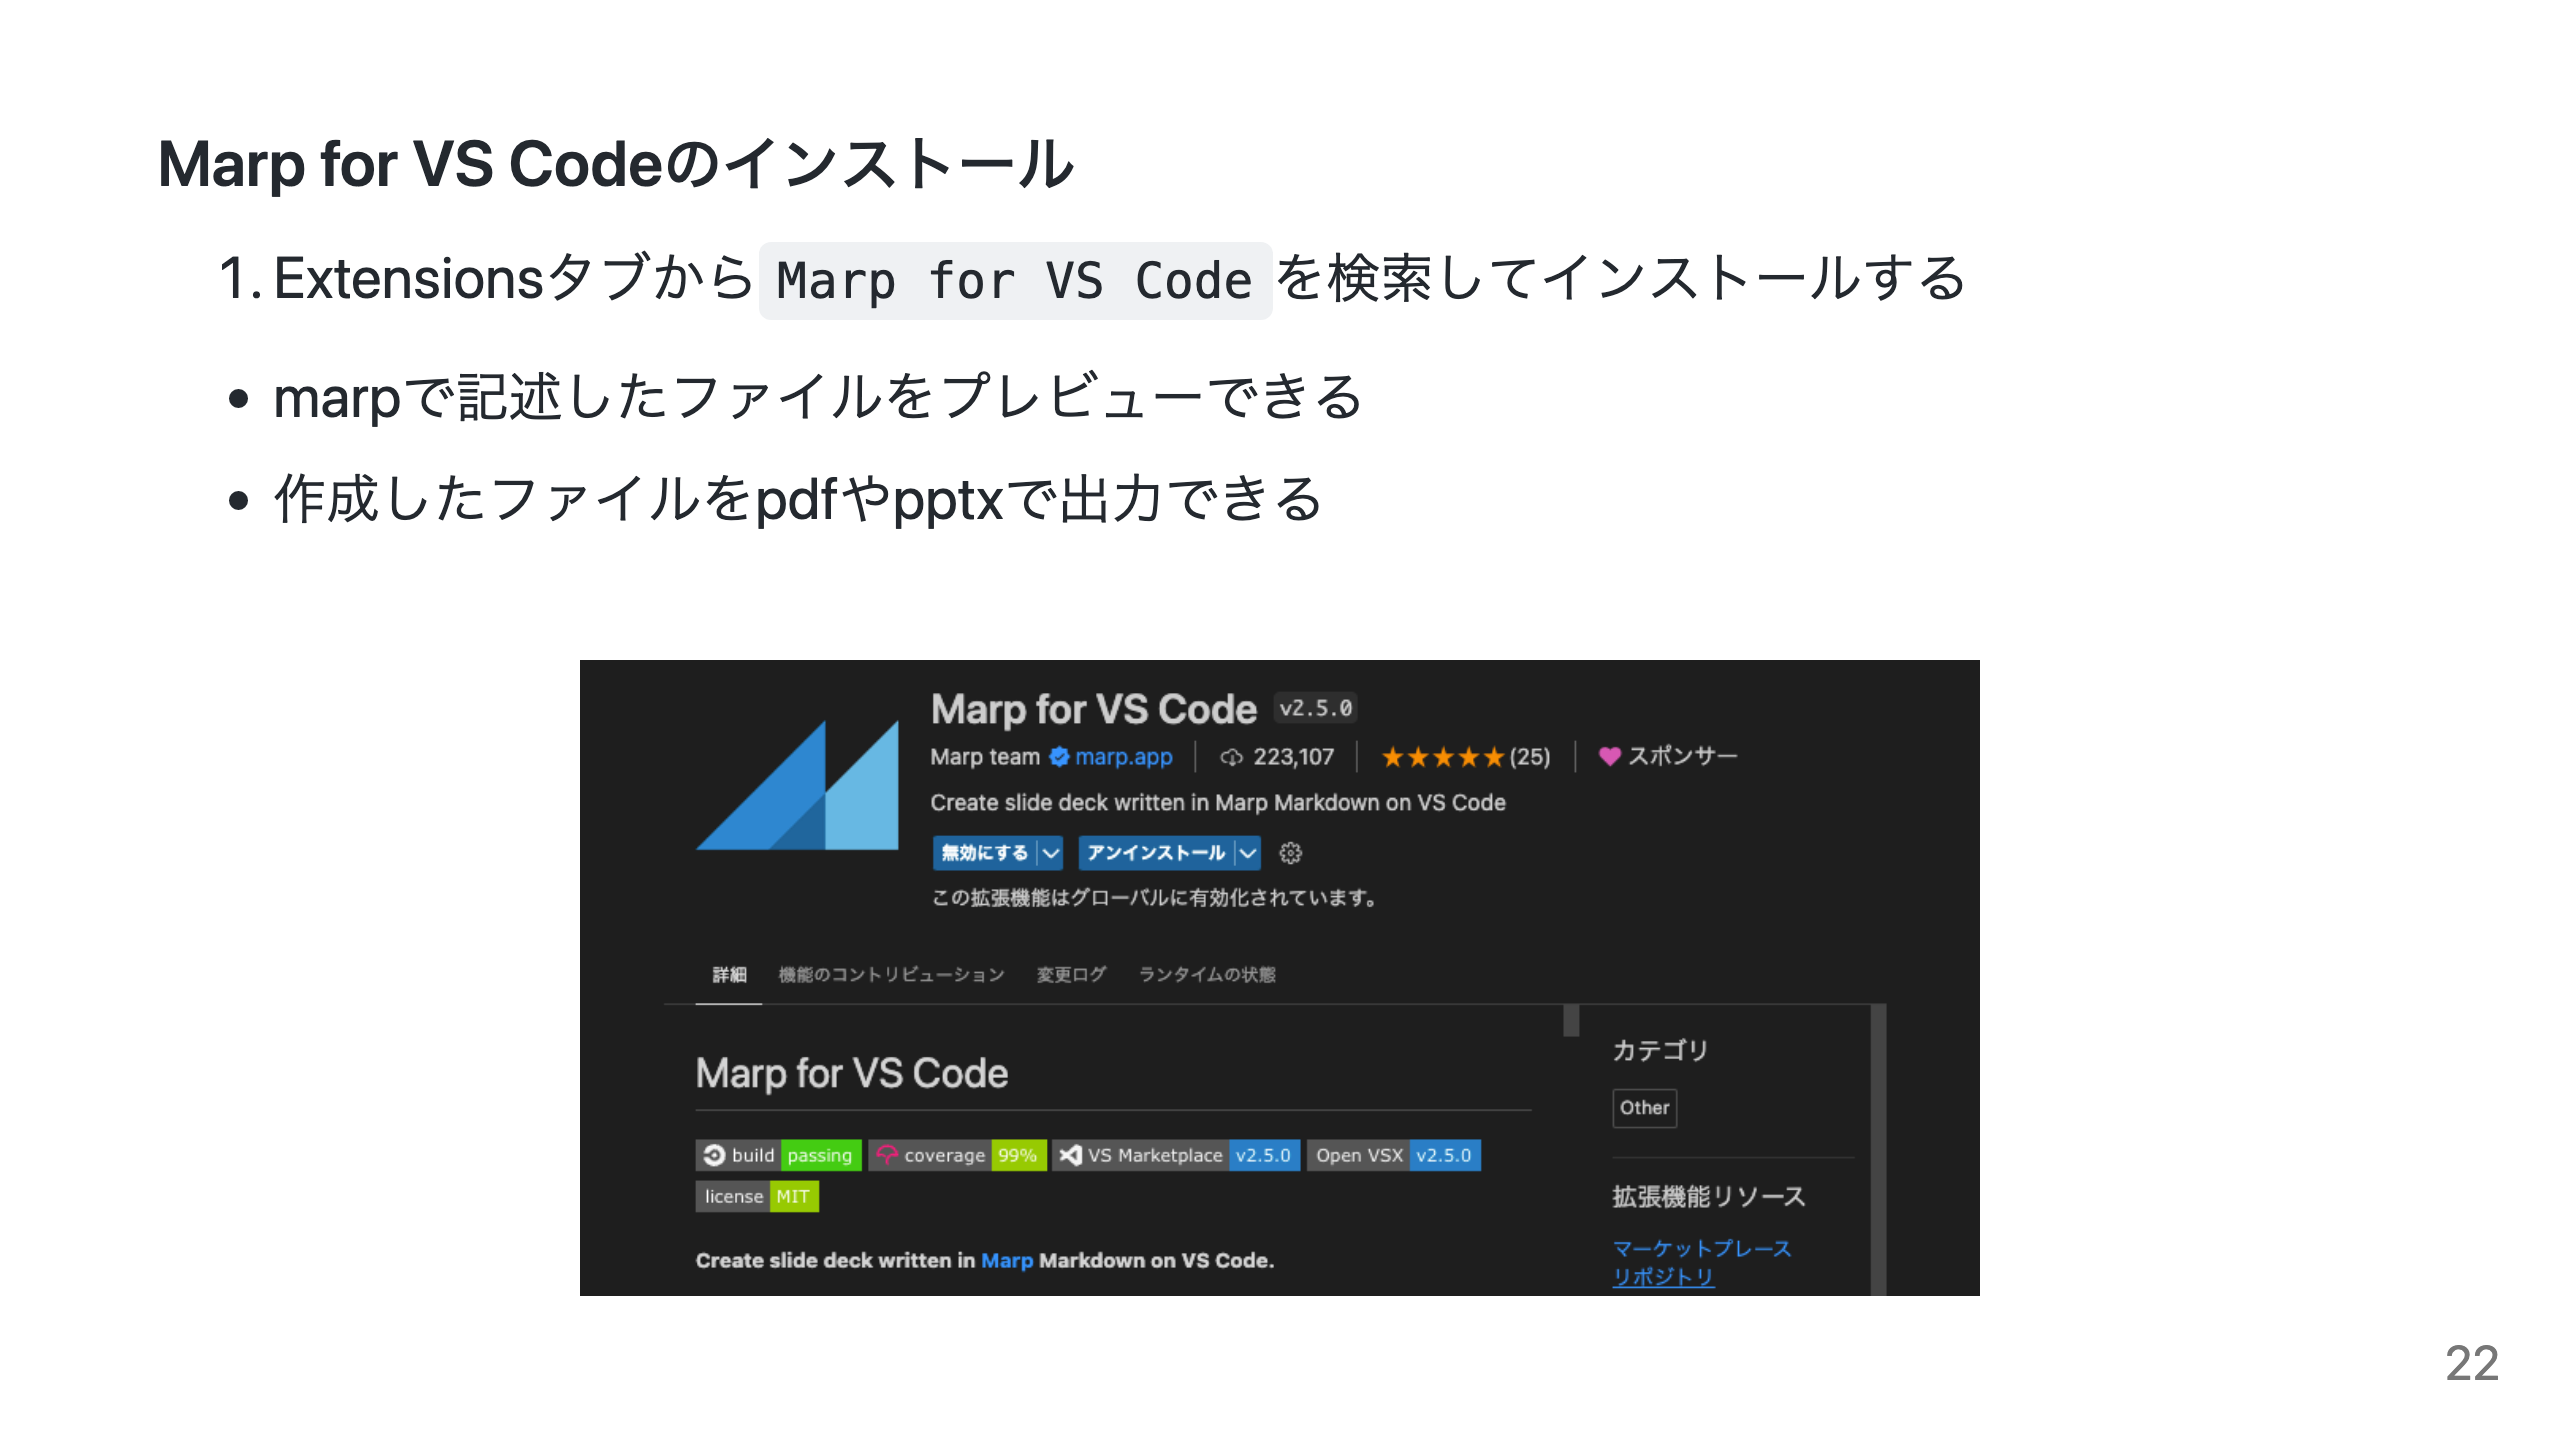 Marp for VS Codeのインストール
1. ExtensionsタブからMarp for VS Codeを検索してインストールする
• marpで記述したファイルをプレビューできる
• 作成したファイルをpdfやpptxで出力できる
Marp for VS Code v2.5.0
Marp team marp.app 223,107 ★★★★★(25) スポンサー
Create slide deck written in Marp Markdown on VS Code
無効にする アンインストール
この拡張機能はグローバルに有効化されています。
詳細 機能のコントリビューション 変更ログ ランタイムの状態
Marp for VS Code
build passing coverage 99% VS Marketplace v2.5.0 Open VSX v2.5.0
license MIT
Create slide deck written in Marp Markdown on VS Code.
カテゴリ
Other
拡張機能リソース
マーケットプレース
リポジトリ
22